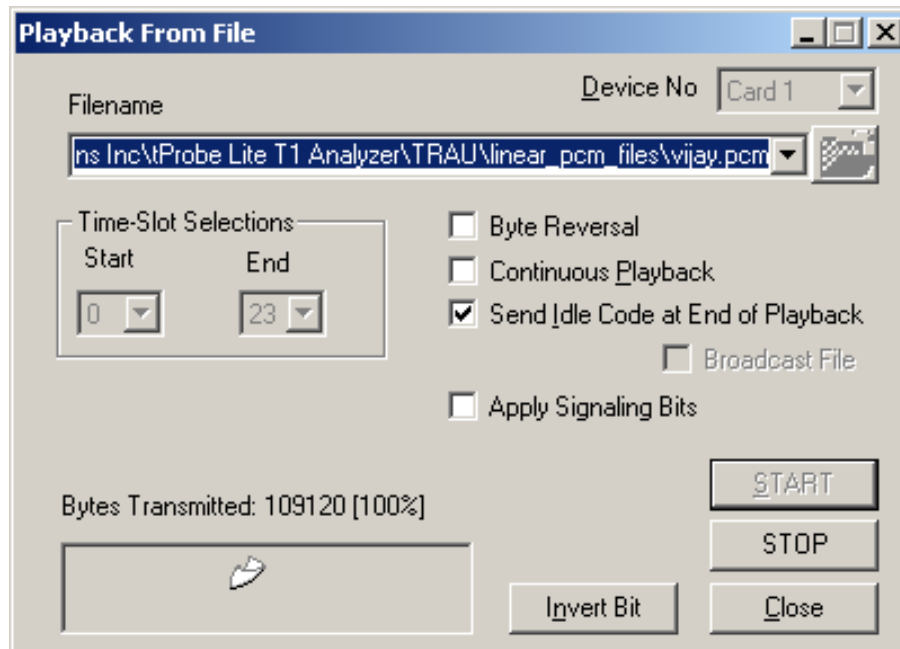 Playback From File
Device No Card 1
Filename
ns Inc\tProbe Lite T1 Analyzer\TRAU\linear_pcm_files\vijay.pcm
Time-Slot Selections
Start End
0 23
Byte Reversal
Continuous Playback
Send Idle Code at End of Playback
Broadcast File
Apply Signaling Bits
Bytes Transmitted: 109120 [100%]
START
STOP
Invert Bit Close